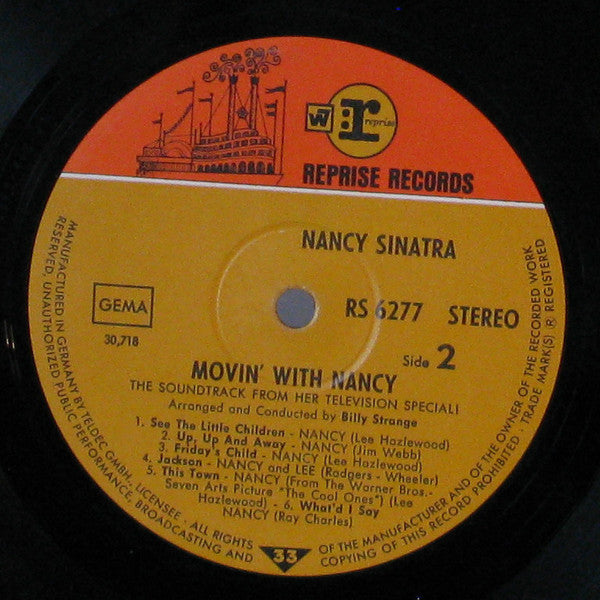 W
r
reprise
REPRISE RECORDS
NANCY SINATRA
GEMA
30,718
RS 6277 STEREO
Side 2
MOVIN' WITH NANCY
THE SOUNDTRACK FROM HER TELEVISION SPECIAL!
Arranged and Conducted by Billy Strange
1. See The Little Children - NANCY (Lee Hazlewood)
2. Up, Up And Away - NANCY (Jim Webb)
3. Friday's Child - NANCY (Lee Hazlewood)
4. Jackson - NANCY and LEE (Rodgers - Wheeler)
5. This Town - NANCY (From The Warner Bros.-
Seven Arts Picture "The Cool Ones") (Lee
Hazlewood) - 6. What'd I Say
NANCY (Ray Charles)
33
MANUFACTURED IN GERMANY BY TELDEC GMBH., LICENSEE · ALL RIGHTS OF THE MANUFACTURER AND OF THE OWNER OF THE RECORDED WORK
RESERVED, UNAUTHORIZED PUBLIC PERFORMANCE, BROADCASTING AND COPYING OF THIS RECORD PROHIBITED · TRADE MARK(S) R REGISTERED